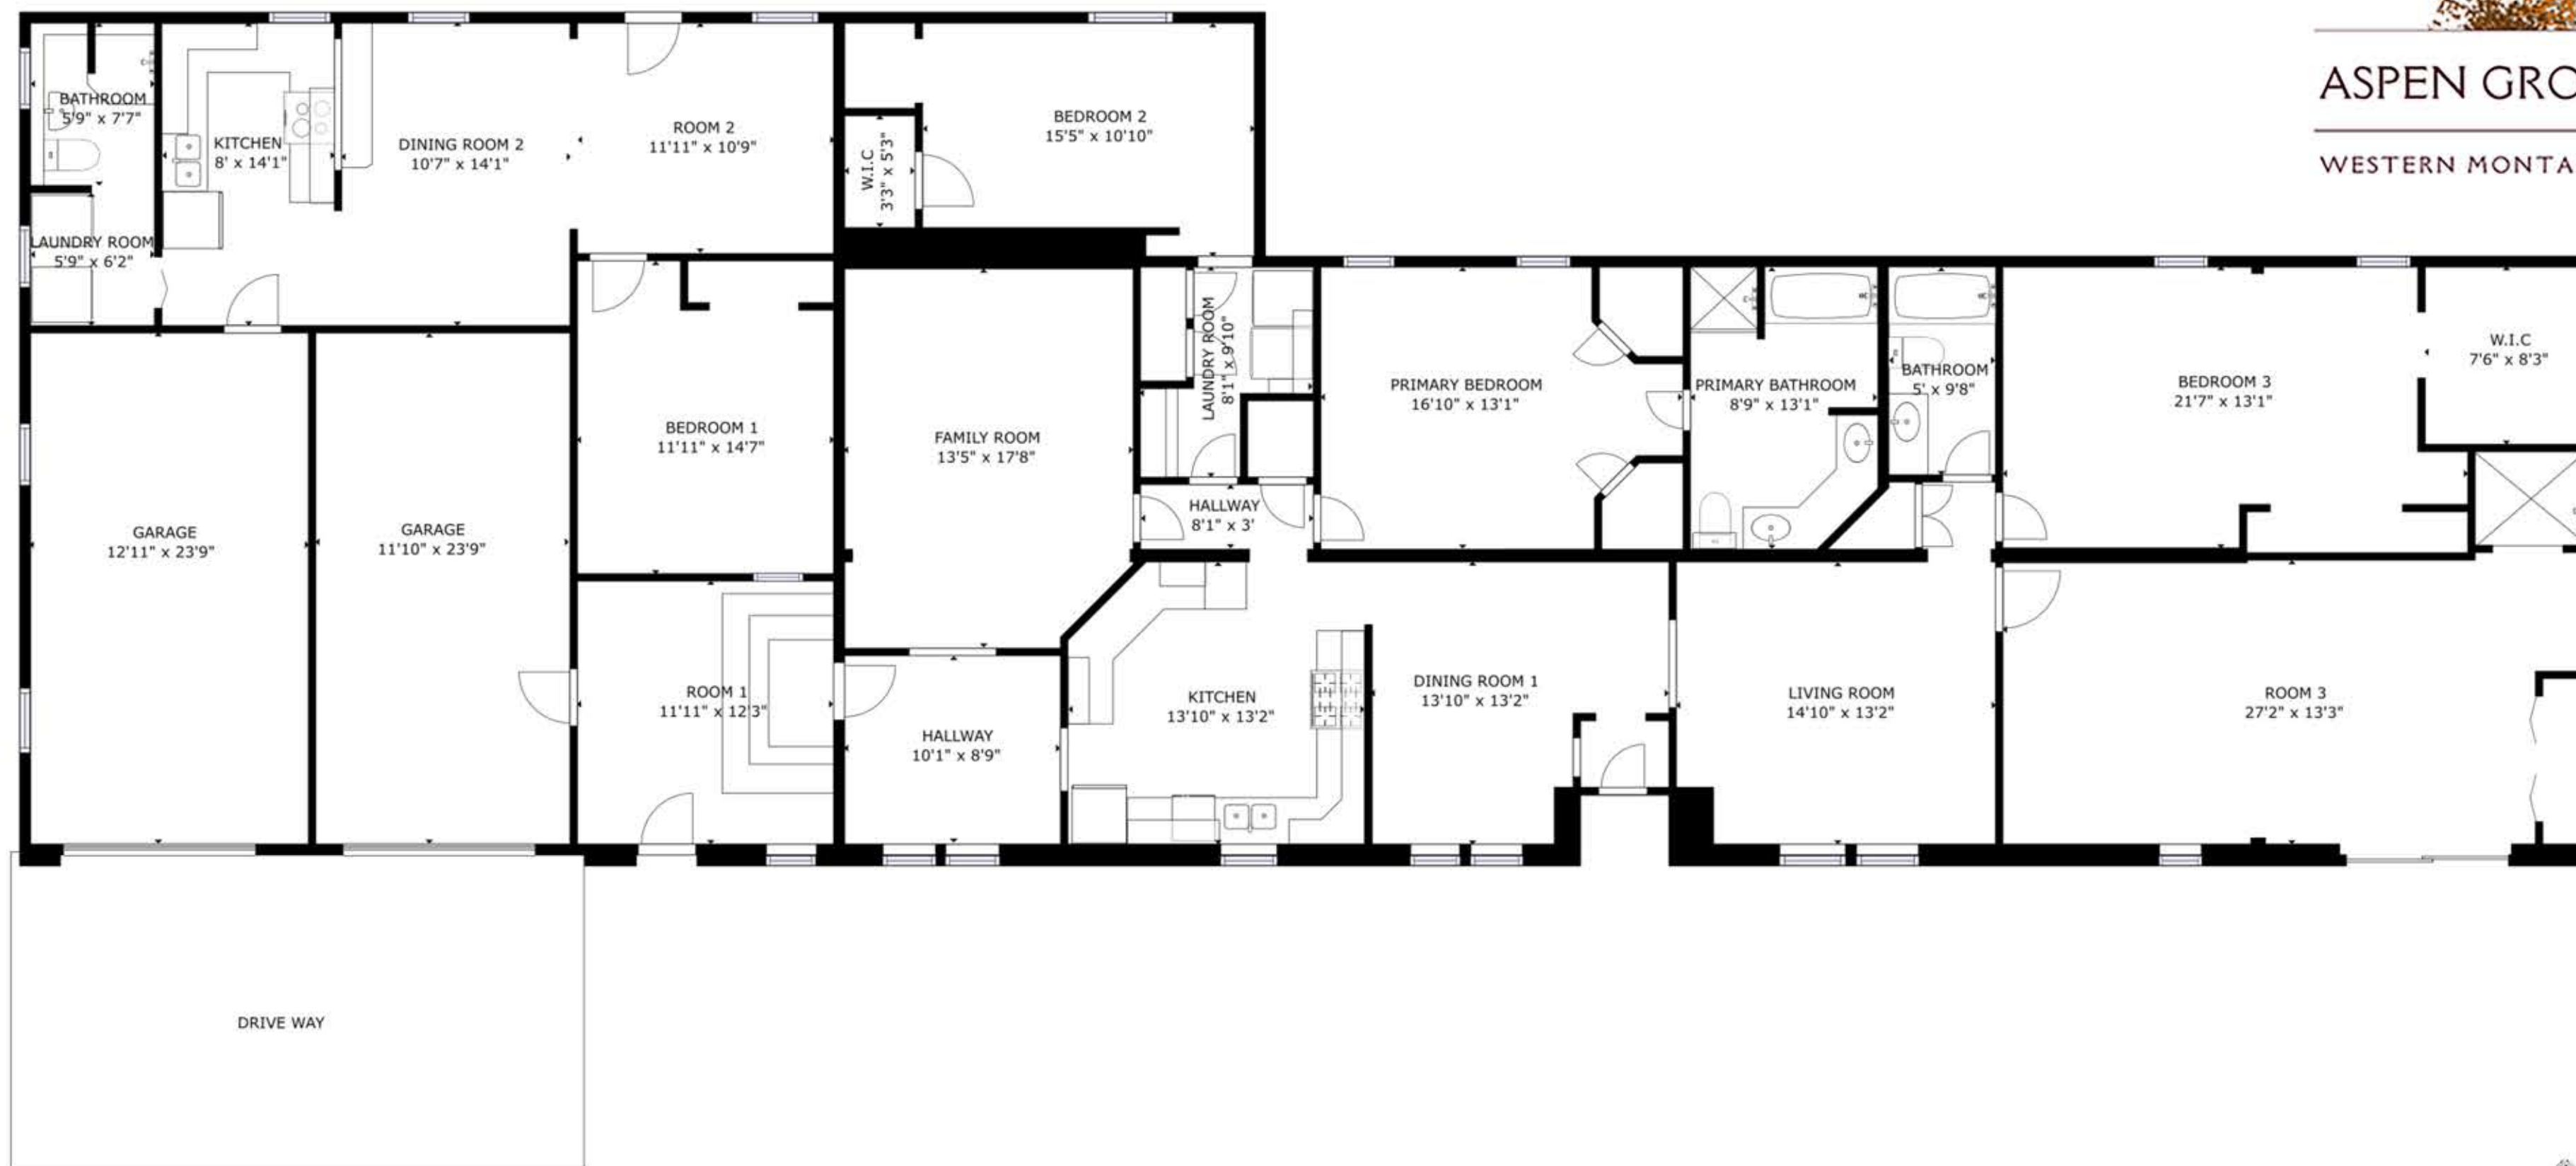 ASPEN GRO
WESTERN MONTA
BATHROOM
5'9" x 7'7"
KITCHEN
8' x 14'1"
DINING ROOM 2
10'7" x 14'1"
ROOM 2
11'11" x 10'9"
W.I.C
3'3" x 5'3"
BEDROOM 2
15'5" x 10'10"
LAUNDRY ROOM
5'9" x 6'2"
GARAGE
12'11" x 23'9"
GARAGE
11'10" x 23'9"
BEDROOM 1
11'11" x 14'7"
FAMILY ROOM
13'5" x 17'8"
LAUNDRY ROOM
8'1" x 9'10"
HALLWAY
8'1" x 3'
PRIMARY BEDROOM
16'10" x 13'1"
PRIMARY BATHROOM
8'9" x 13'1"
BATHROOM
5' x 9'8"
BEDROOM 3
21'7" x 13'1"
W.I.C
7'6" x 8'3"
ROOM 1
11'11" x 12'3"
HALLWAY
10'1" x 8'9"
KITCHEN
13'10" x 13'2"
DINING ROOM 1
13'10" x 13'2"
LIVING ROOM
14'10" x 13'2"
ROOM 3
27'2" x 13'3"
DRIVE WAY